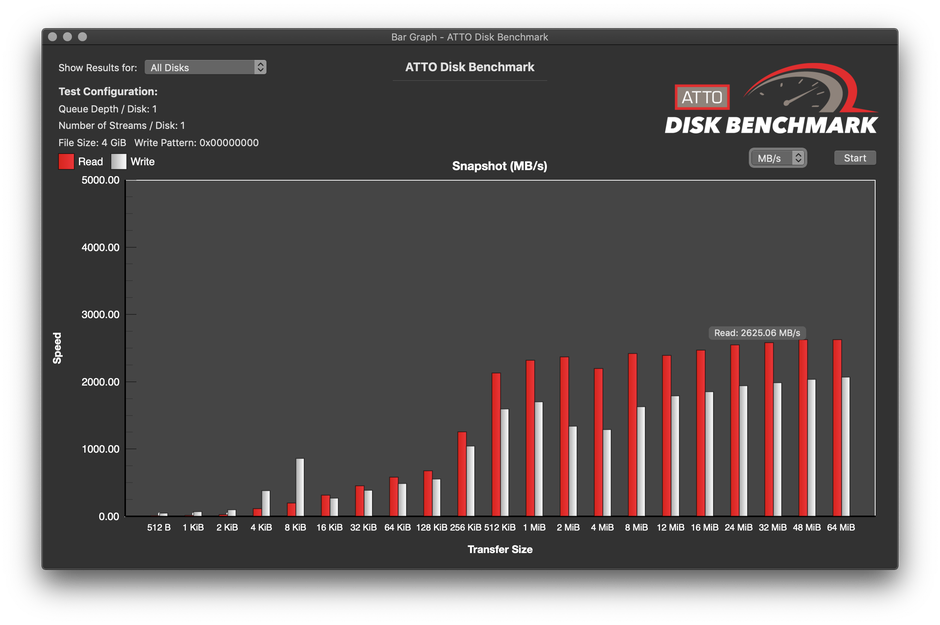 Bar Graph - ATTO Disk Benchmark
Show Results for: All Disks
ATTO Disk Benchmark
Test Configuration:
Queue Depth / Disk: 1
Number of Streams / Disk: 1
File Size: 4 GiB Write Pattern: 0x00000000
ATTO
DISK BENCHMARK
Read Write
Snapshot (MB/s)
MB/s
Start
5000.00
4000.00
3000.00
2000.00
1000.00
0.00
Speed
Read: 2625.06 MB/s
512 B 1 KiB 2 KiB 4 KiB 8 KiB 16 KiB 32 KiB 64 KiB 128 KiB 256 KiB 512 KiB 1 MiB 2 MiB 4 MiB 8 MiB 12 MiB 16 MiB 24 MiB 32 MiB 48 MiB 64 MiB
Transfer Size